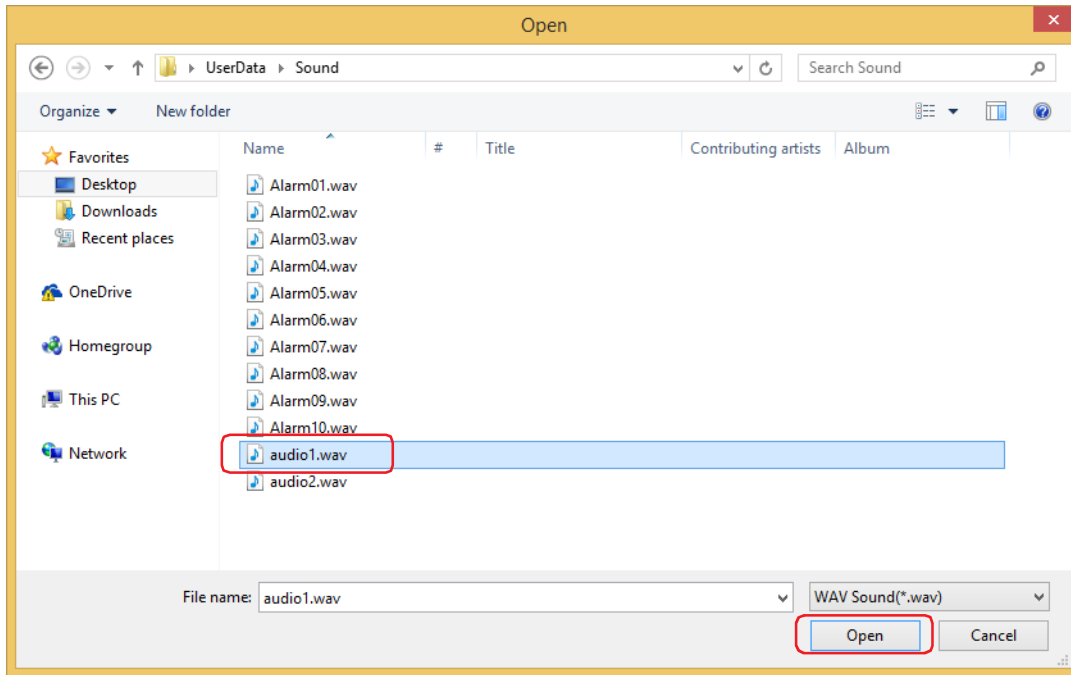 Open
UserData Sound Search Sound
Organize New folder
Name # Title Contributing artists Album
Favorites
Desktop
Downloads
Recent places
OneDrive
Homegroup
This PC
Network
Alarm01.wav
Alarm02.wav
Alarm03.wav
Alarm04.wav
Alarm05.wav
Alarm06.wav
Alarm07.wav
Alarm08.wav
Alarm09.wav
Alarm10.wav
audio1.wav
audio2.wav
File name: audio1.wav WAV Sound(*.wav)
Open Cancel